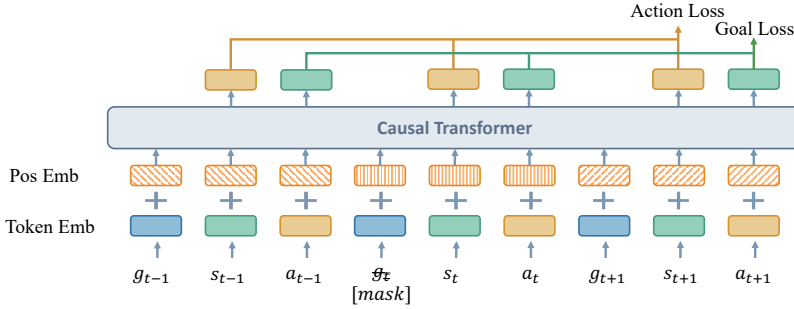 Action Loss
Goal Loss
Causal Transformer
Pos Emb
Token Emb
g_{t-1} s_{t-1} a_{t-1} g_t s_t a_t g_{t+1} s_{t+1} a_{t+1}
[mask]